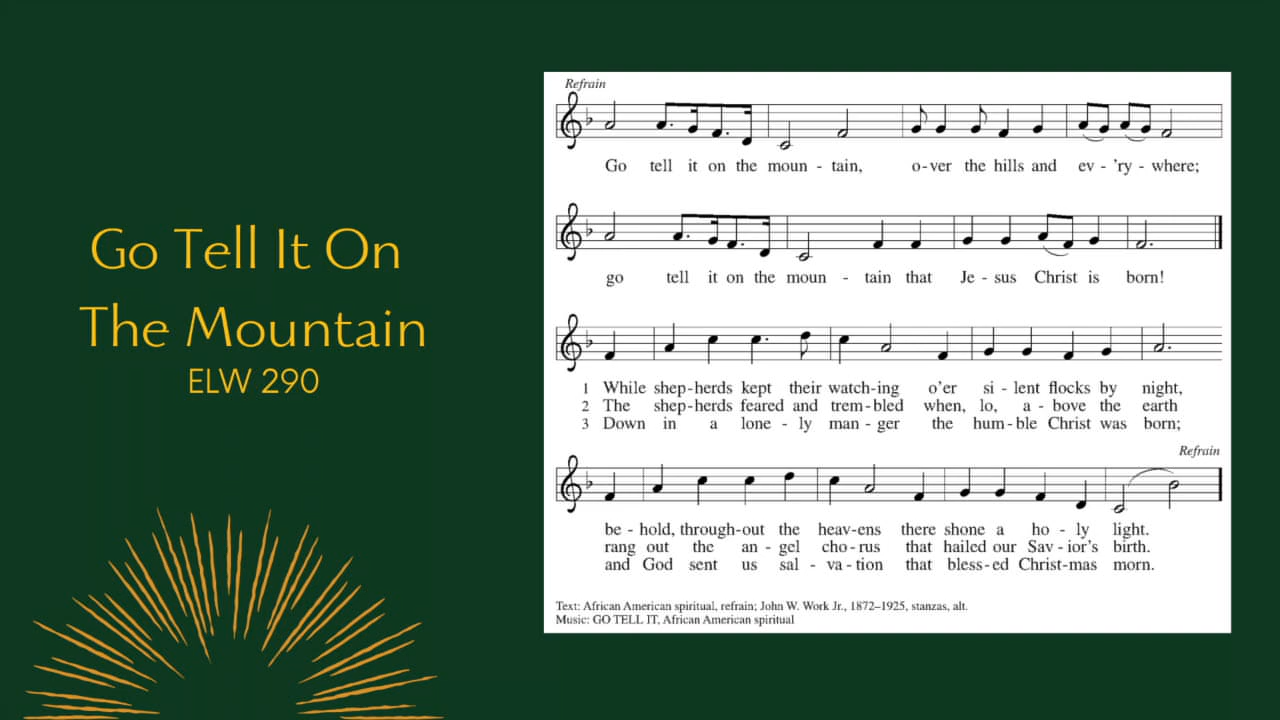 Go Tell It On
The Mountain
ELW 290
Refrain
Go tell it on the moun - tain, o - ver the hills and ev - 'ry - where;
go tell it on the moun - tain that Je - sus Christ is born!
1 While shep - herds kept their watch - ing o'er si - lent flocks by night,
2 The shep - herds feared and trem - bled when, lo, a - bove the earth
3 Down in a lone - ly man - ger the hum - ble Christ was born;
Refrain
be - hold, through - out the heav - ens there shone a ho - ly light.
rang out the an - gel cho - rus that hailed our Sav - ior's birth.
and God sent us sal - va - tion that bless - ed Christ - mas morn.
Text: African American spiritual, refrain; John W. Work Jr., 1872–1925, stanzas, alt.
Music: GO TELL IT, African American spiritual